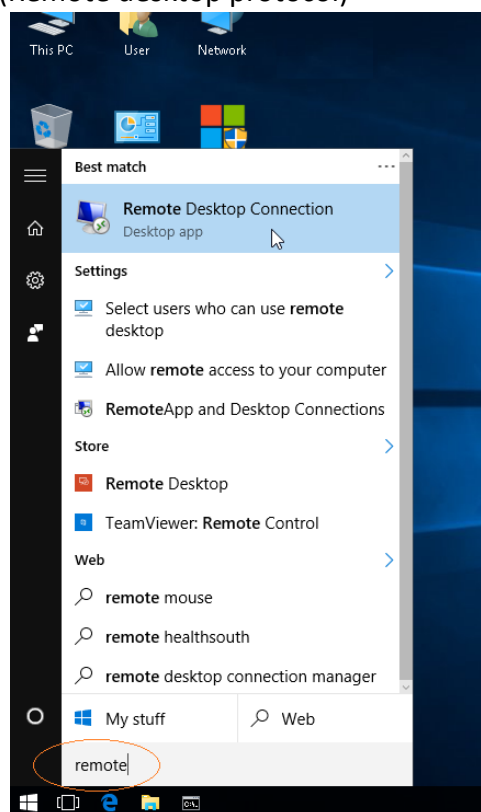 (Remote desktop protocol)
This PC User Network
Best match ...
Remote Desktop Connection
Desktop app
Settings
Select users who can use remote
desktop
Allow remote access to your computer
RemoteApp and Desktop Connections
Store
Remote Desktop
TeamViewer: Remote Control
Web
remote mouse
remote healthsouth
remote desktop connection manager
My stuff Web
remote